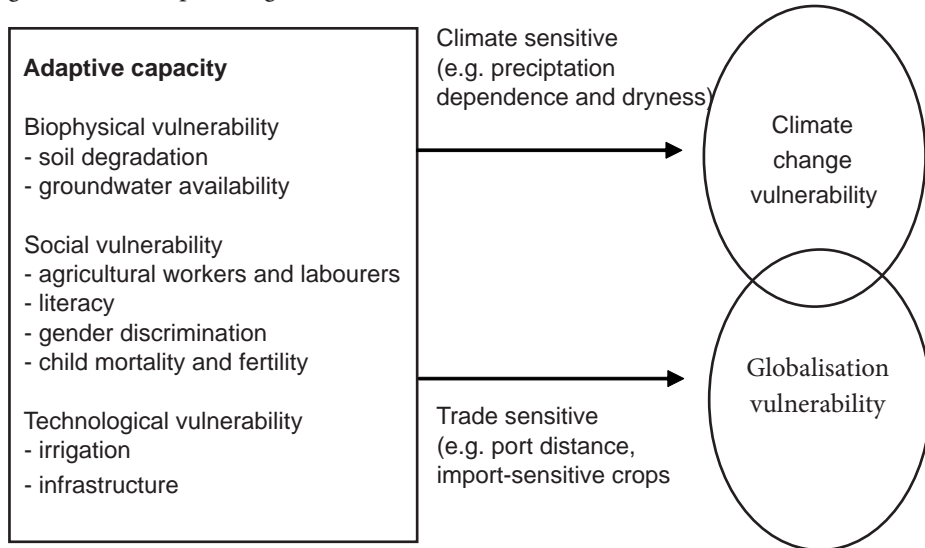 Adaptive capacity
Biophysical vulnerability
- soil degradation
- groundwater availability
Social vulnerability
- agricultural workers and labourers
- literacy
- gender discrimination
- child mortality and fertility
Technological vulnerability
- irrigation
- infrastructure
Climate sensitive
(e.g. preciptation
dependence and dryness)
Trade sensitive
(e.g. port distance,
import-sensitive crops
Climate
change
vulnerability
Globalisation
vulnerability